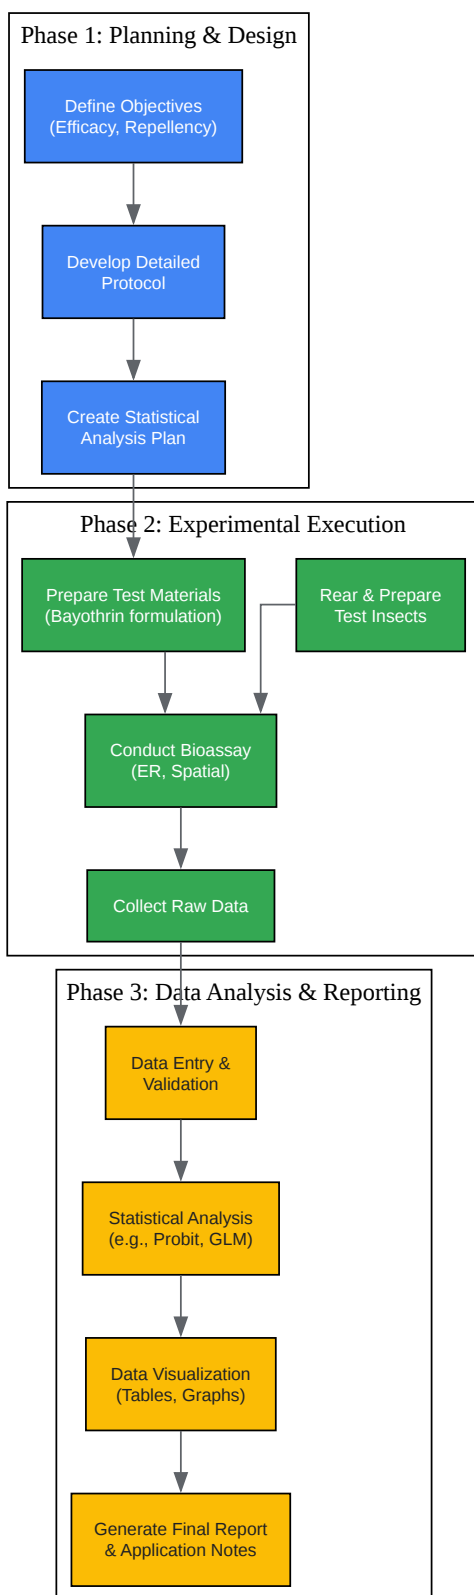 Phase 1: Planning & Design
Define Objectives
(Efficacy, Repellency)
Develop Detailed
Protocol
Create Statistical
Analysis Plan
Phase 2: Experimental Execution
Prepare Test Materials
(Bayothrin formulation)
Rear & Prepare
Test Insects
Conduct Bioassay
(ER, Spatial)
Collect Raw Data
Phase 3: Data Analysis & Reporting
Data Entry &
Validation
Statistical Analysis
(e.g., Probit, GLM)
Data Visualization
(Tables, Graphs)
Generate Final Report
& Application Notes